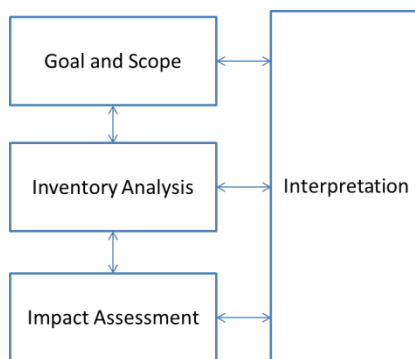 Goal and Scope
Inventory Analysis
Interpretation
Impact Assessment